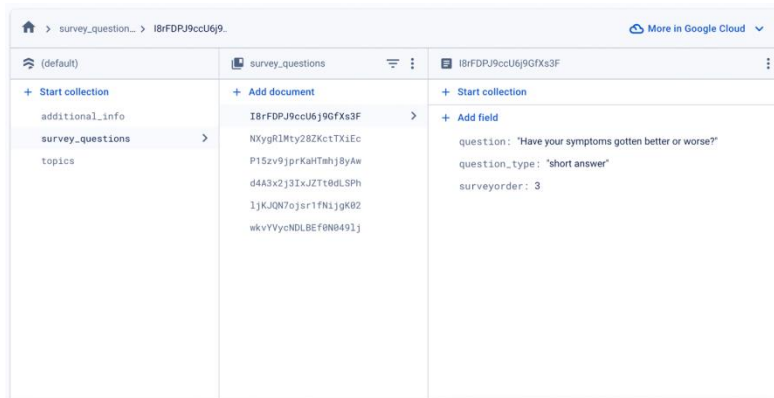 survey_question... > I8rFDPJ9ccU6j9..
More in Google Cloud
(default)
+ Start collection
additional_info
survey_questions
topics
survey_questions
+ Add document
I8rFDPJ9ccU6j9GfXs3F
NXygRlMty28ZKctTXiEc
P15zv9jprKaHTmhj8yAw
d4A3x2j3IxJZTt0dLSPh
ljKJQN7ojsr1fNijgK02
wkvYVycNDLBEf0N049lj
I8rFDPJ9ccU6j9GfXs3F
+ Start collection
+ Add field
question: "Have your symptoms gotten better or worse?"
question_type: "short answer"
surveyorder: 3